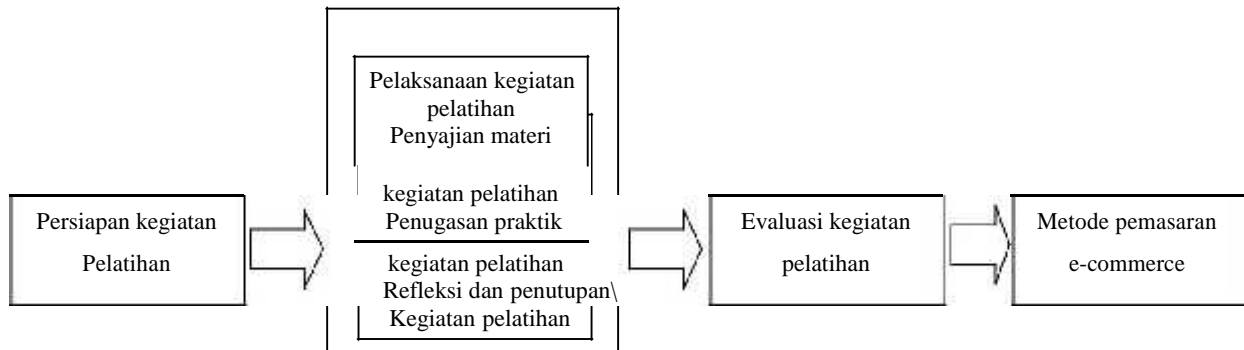 Persiapan kegiatan
Pelatihan
Pelaksanaan kegiatan
pelatihan
Penyajian materi
kegiatan pelatihan
Penugasan praktik
kegiatan pelatihan
Refleksi dan penutupan\
Kegiatan pelatihan
Evaluasi kegiatan
pelatihan
Metode pemasaran
e-commerce